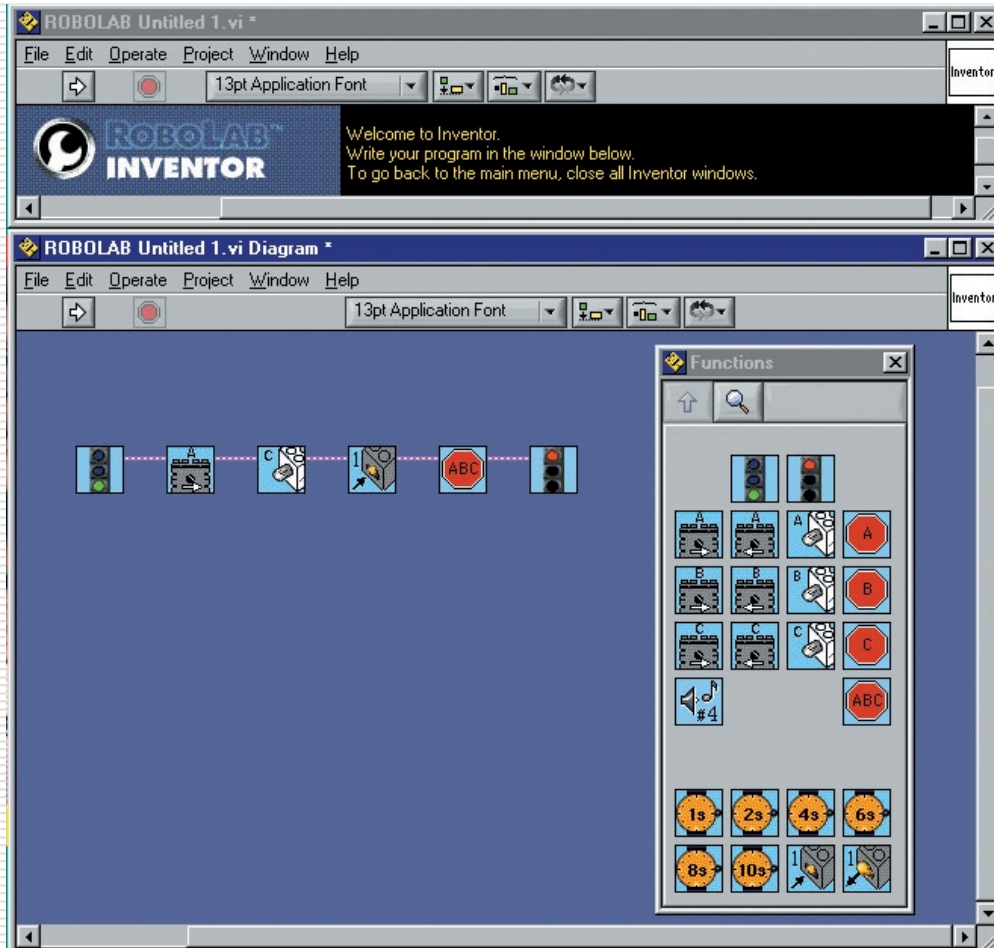 ROBOLAB Untitled 1.vi *
File Edit Operate Project Window Help
13pt Application Font
Inventor
ROBOLAB™
INVENTOR
Welcome to Inventor.
Write your program in the window below.
To go back to the main menu, close all Inventor windows.
ROBOLAB Untitled 1.vi Diagram *
File Edit Operate Project Window Help
13pt Application Font
Inventor
Functions
A C 1 ABC
A A A A
B B B B
C C C C
#4 ABC
1s 2s 4s 6s
8s 10s 1 1